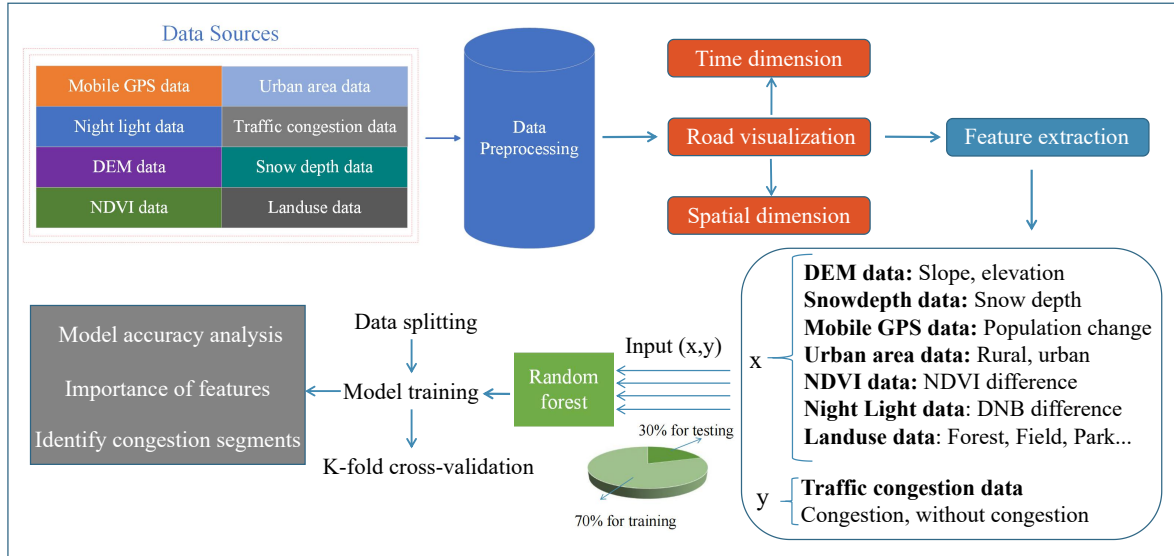 Data Sources
Mobile GPS data
Urban area data
Night light data
Traffic congestion data
DEM data
Snow depth data
NDVI data
Landuse data
Data
Preprocessing
Time dimension
Road visualization
Spatial dimension
Feature extraction
x
DEM data: Slope, elevation
Snowdepth data: Snow depth
Mobile GPS data: Population change
Urban area data: Rural, urban
NDVI data: NDVI difference
Night Light data: DNB difference
Landuse data: Forest, Field, Park...
y
Traffic congestion data
Congestion, without congestion
Input (x,y)
Random
forest
30% for testing
70% for training
Data splitting
Model training
K-fold cross-validation
Model accuracy analysis
Importance of features
Identify congestion segments